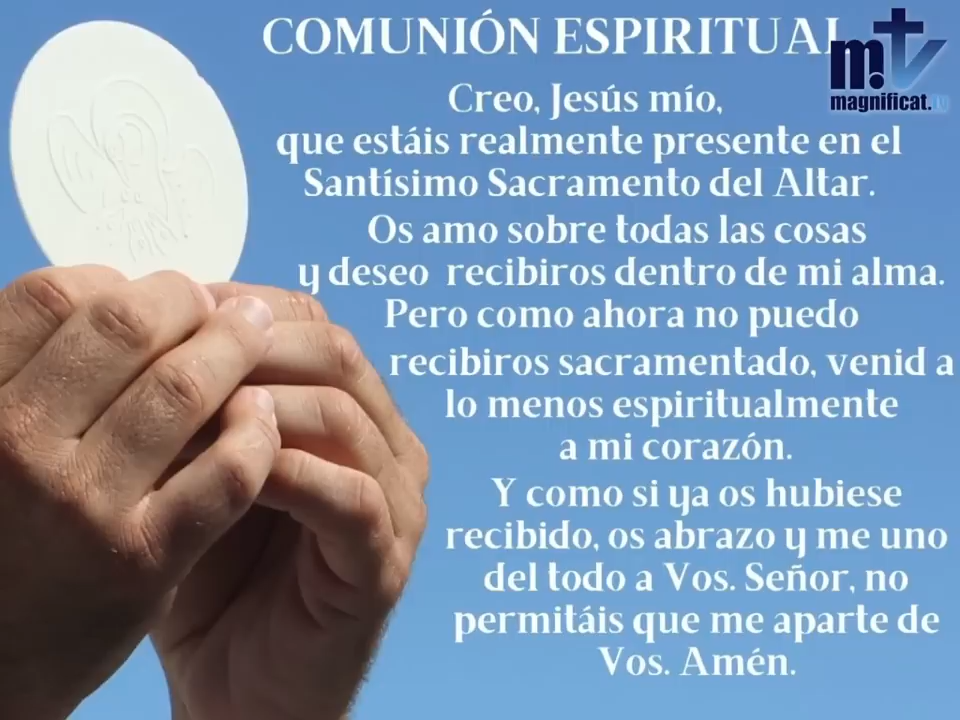 COMUNIÓN ESPIRITUAL
magnificat.tv
Creo, Jesús mío,
que estáis realmente presente en el
Santísimo Sacramento del Altar.
Os amo sobre todas las cosas
y deseo recibiros dentro de mi alma.
Pero como ahora no puedo
recibiros sacramentado, venid a
lo menos espiritualmente
a mi corazón.
Y como si ya os hubiese
recibido, os abrazo y me uno
del todo a Vos. Señor, no
permitáis que me aparte de
Vos. Amén.